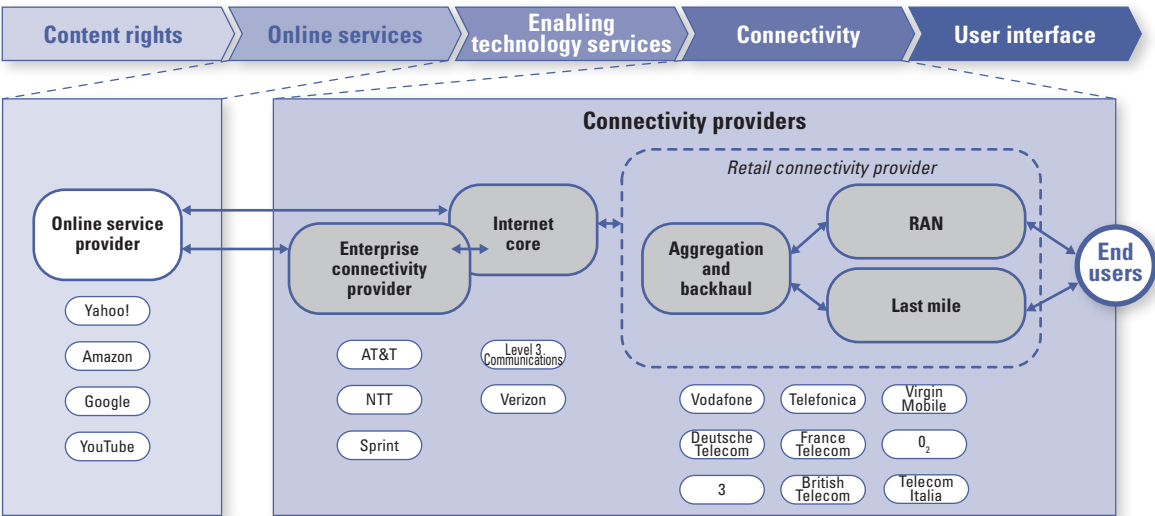 Content rights
Online services
Enabling
technology services
Connectivity
User interface
Connectivity providers
Retail connectivity provider
Online service
provider
Enterprise
connectivity
provider
Internet
core
Aggregation
and
backhaul
RAN
Last mile
End
users
Yahoo!
Amazon
Google
YouTube
AT&T
NTT
Sprint
Level 3
Communications
Verizon
Vodafone
Telefonica
Virgin
Mobile
Deutsche
Telecom
France
Telecom
0₂
3
British
Telecom
Telecom
Italia